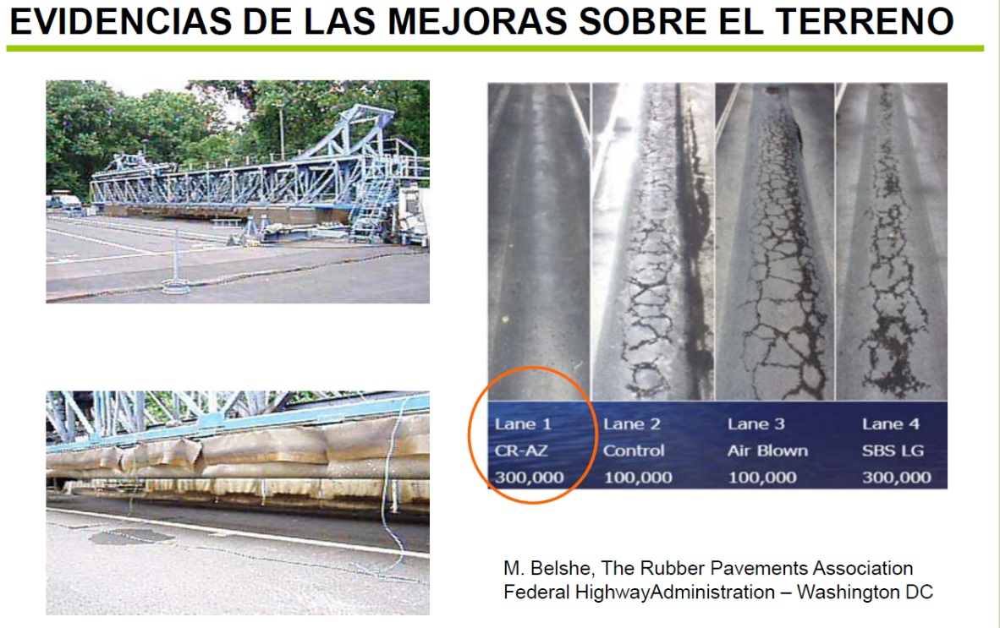 EVIDENCIAS DE LAS MEJORAS SOBRE EL TERRENO
Lane 1
CR-AZ
300,000
Lane 2
Control
100,000
Lane 3
Air Blown
100,000
Lane 4
SBS LG
300,000
M. Belshe, The Rubber Pavements Association
Federal HighwayAdministration – Washington DC